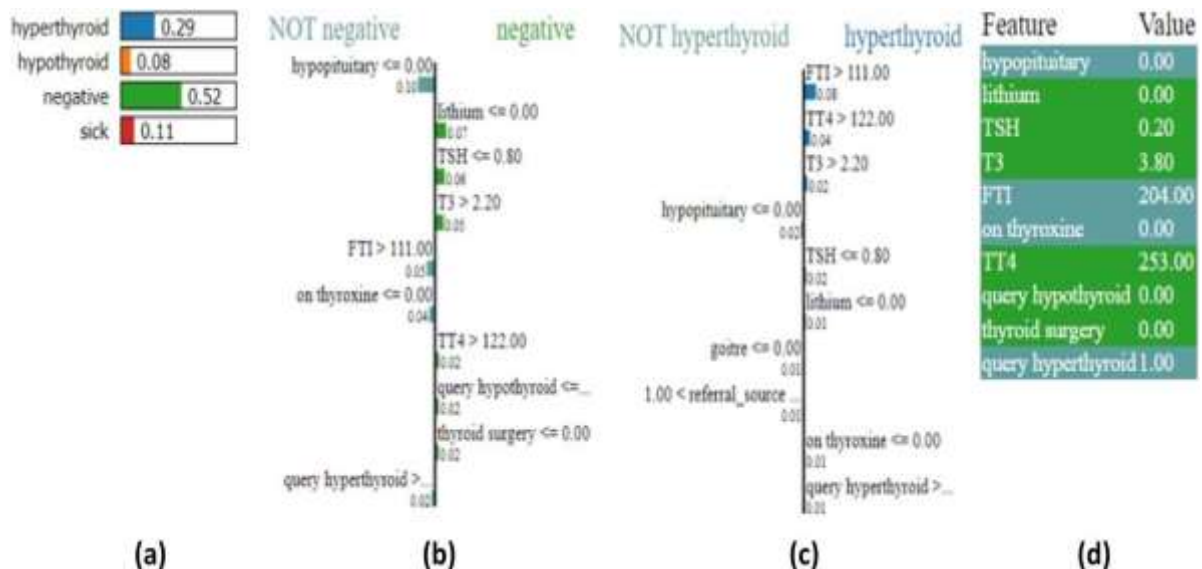 hyperthyroid 0.29
hypothyroid 0.08
negative 0.52
sick 0.11
(a)
NOT negative negative
hypopituitary <= 0.00
0.10
lithium <= 0.00
0.07
TSH <= 0.80
0.06
T3 > 2.20
0.05
FTI > 111.00
0.05
on thyroxine <= 0.00
0.04
TT4 > 122.00
0.02
query hypothyroid <=...
0.02
thyroid surgery <= 0.00
0.02
query hyperthyroid >...
0.02
(b)
NOT hyperthyroid hyperthyroid
FTI > 111.00
0.08
TT4 > 122.00
0.04
T3 > 2.20
0.02
hypopituitary <= 0.00
0.02
TSH <= 0.80
0.02
lithium <= 0.00
0.01
goitre <= 0.00
0.01
1.00 < referral_source ...
0.01
on thyroxine <= 0.00
0.01
query hyperthyroid >...
0.01
(c)
Feature Value
hypopituitary 0.00
lithium 0.00
TSH 0.20
T3 3.80
FTI 204.00
on thyroxine 0.00
TT4 253.00
query hypothyroid 0.00
thyroid surgery 0.00
query hyperthyroid 1.00
(d)